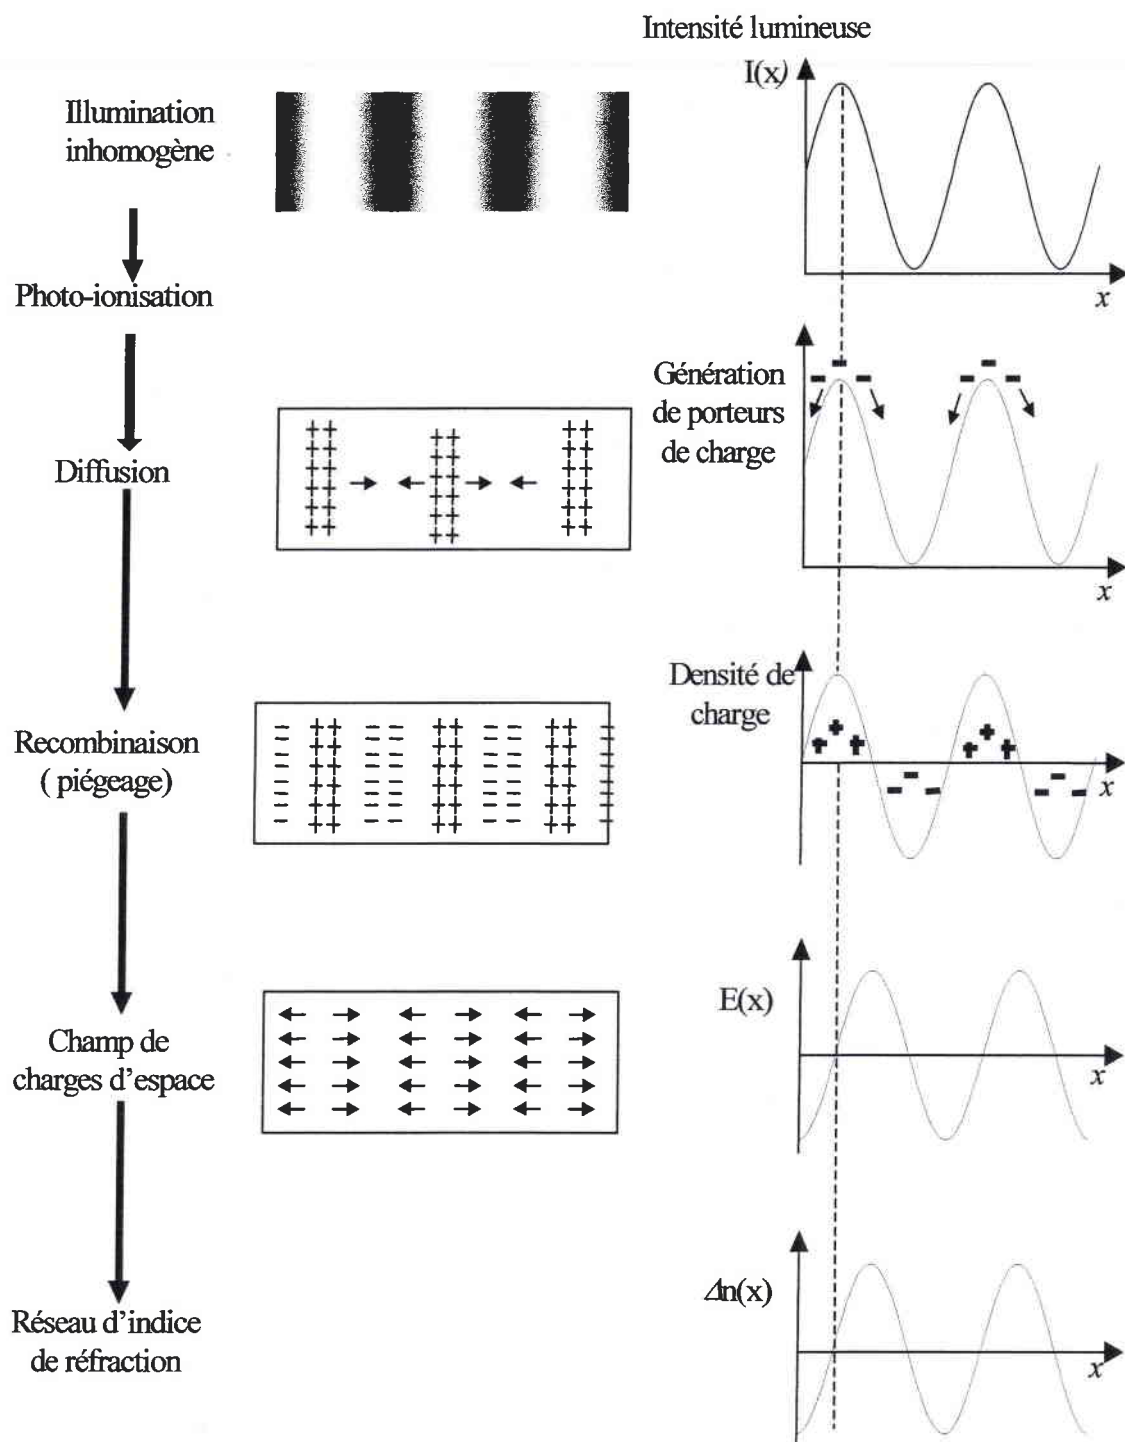 Intensité lumineuse
I(x)
Illumination
inhomogène
x
Photo-ionisation
Génération
de porteurs
de charge
Diffusion
x
Densité de
charge
Recombinaison
( piégeage)
x
E(x)
Champ de
charges d'espace
x
Δn(x)
Réseau d'indice
de réfraction
x